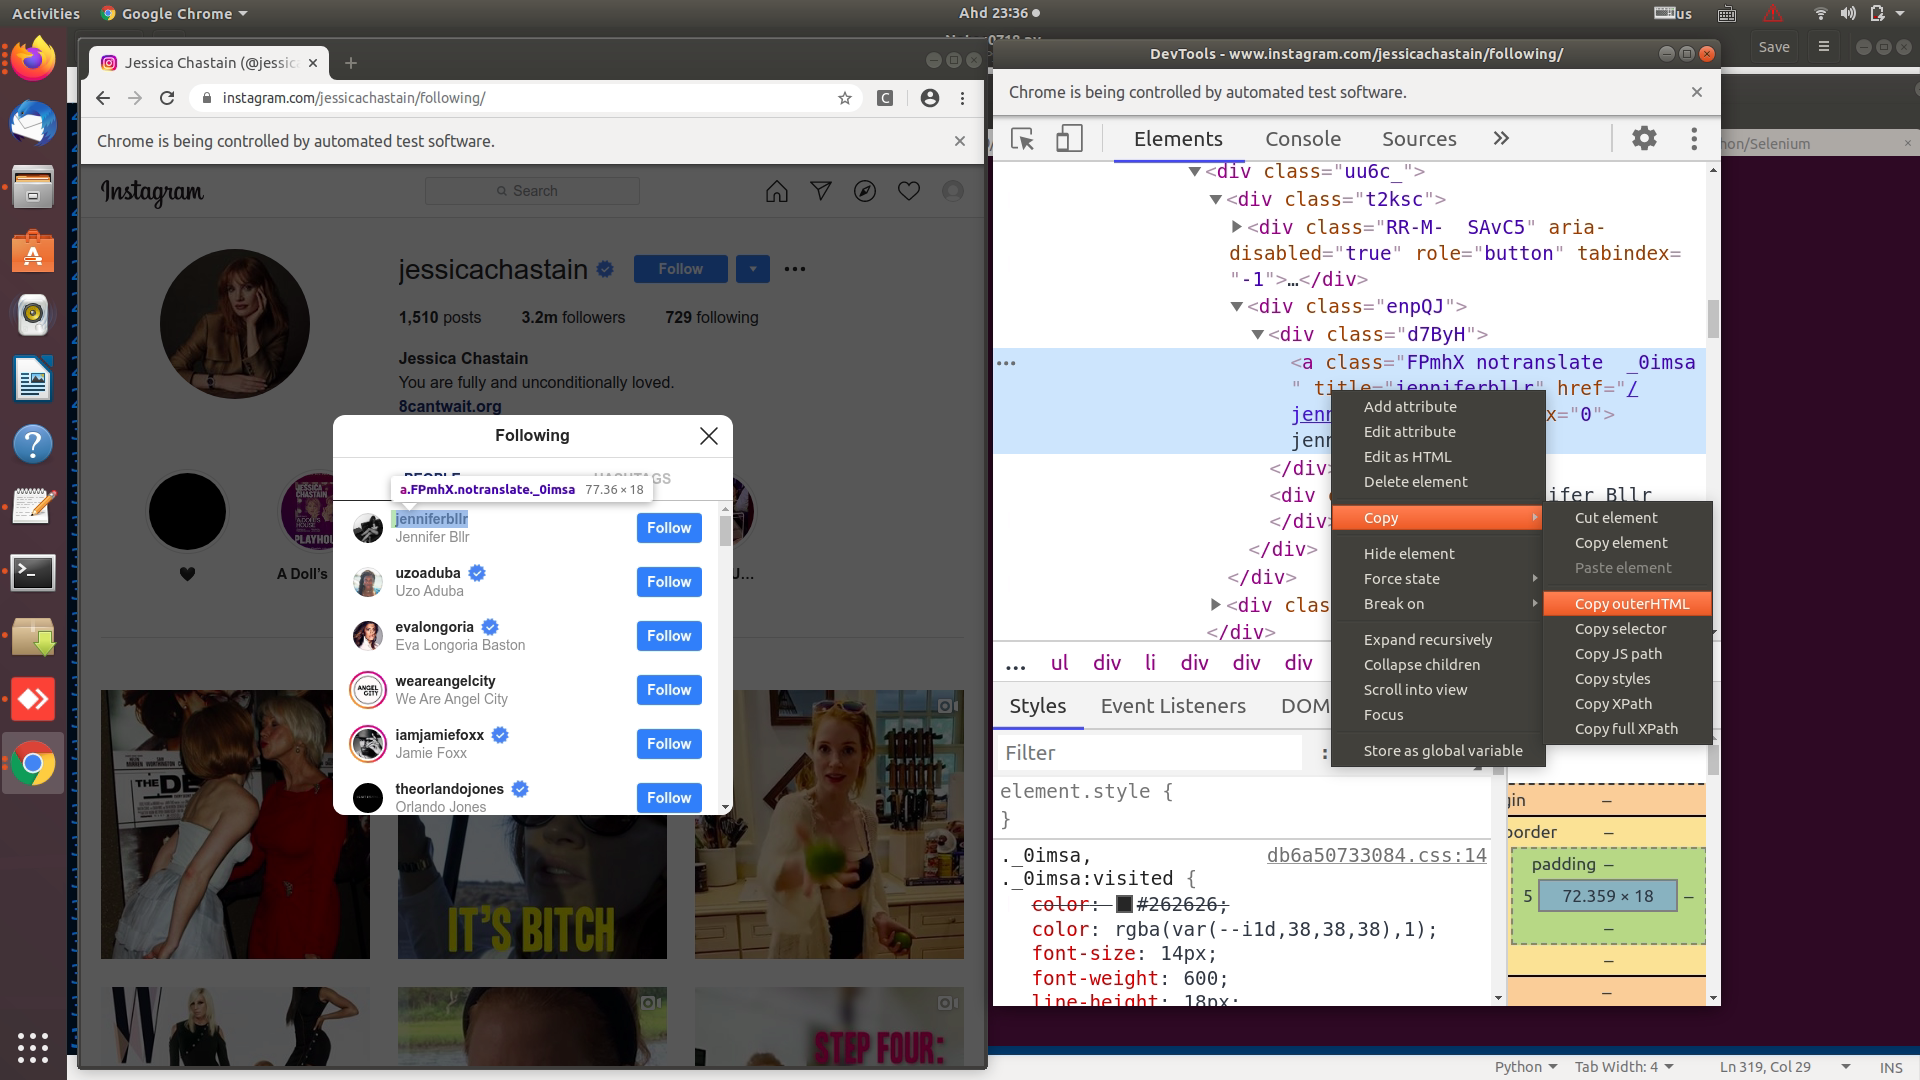 Activities
Google Chrome
Ahd 23:36
us
Save
Jessica Chastain (@jessic
instagram.com/jessicachastain/following/
Chrome is being controlled by automated test software.
Instagram
Search
jessicachastain
Follow
1,510 posts
3.2m followers
729 following
Jessica Chastain
You are fully and unconditionally loved.
8cantwait.org
A Doll's
J...
Following
PEOPLE
HASHTAGS
a.FPmhX.notranslate._0imsa 77.36 × 18
jenniferbllr
Jennifer Bllr
Follow
uzoaduba
Uzo Aduba
Follow
evalongoria
Eva Longoria Baston
Follow
weareangelcity
We Are Angel City
Follow
iamjamiefoxx
Jamie Foxx
Follow
theorlandojones
Orlando Jones
Follow
ANGEL CITY
IT'S BITCH
STEP FOUR:
DevTools - www.instagram.com/jessicachastain/following/
Chrome is being controlled by automated test software.
Elements
Console
Sources
hon/Selenium
<div class="uu6c_">
<div class="t2ksc">
<div class="RR-M-  SAvC5" aria-
disabled="true" role="button" tabindex=
"-1">…</div>
<div class="enpQJ">
<div class="d7ByH">
<a class="FPmhX notranslate  _0imsa
" title="jenniferbllr" href="/
jenn
x="0">
jen
</div>
<div
ifer Bllr
</div>
</div>
</div>
<div clas
</div>
Add attribute
Edit attribute
Edit as HTML
Delete element
Copy
Hide element
Force state
Break on
Expand recursively
Collapse children
Scroll into view
Focus
Store as global variable
Cut element
Copy element
Paste element
Copy outerHTML
Copy selector
Copy JS path
Copy styles
Copy XPath
Copy full XPath
... ul div li div div div
Styles
Event Listeners
DOM
Filter
:
element.style {
}
._0imsa,
db6a50733084.css:14
._0imsa:visited {
color: #262626;
color: rgba(var(--i1d,38,38,38),1);
font-size: 14px;
font-weight: 600;
line-height: 18px;
gin
–
border
–
padding –
5
72.359 × 18
–
–
–
–
Python
Tab Width: 4
Ln 319, Col 29
INS